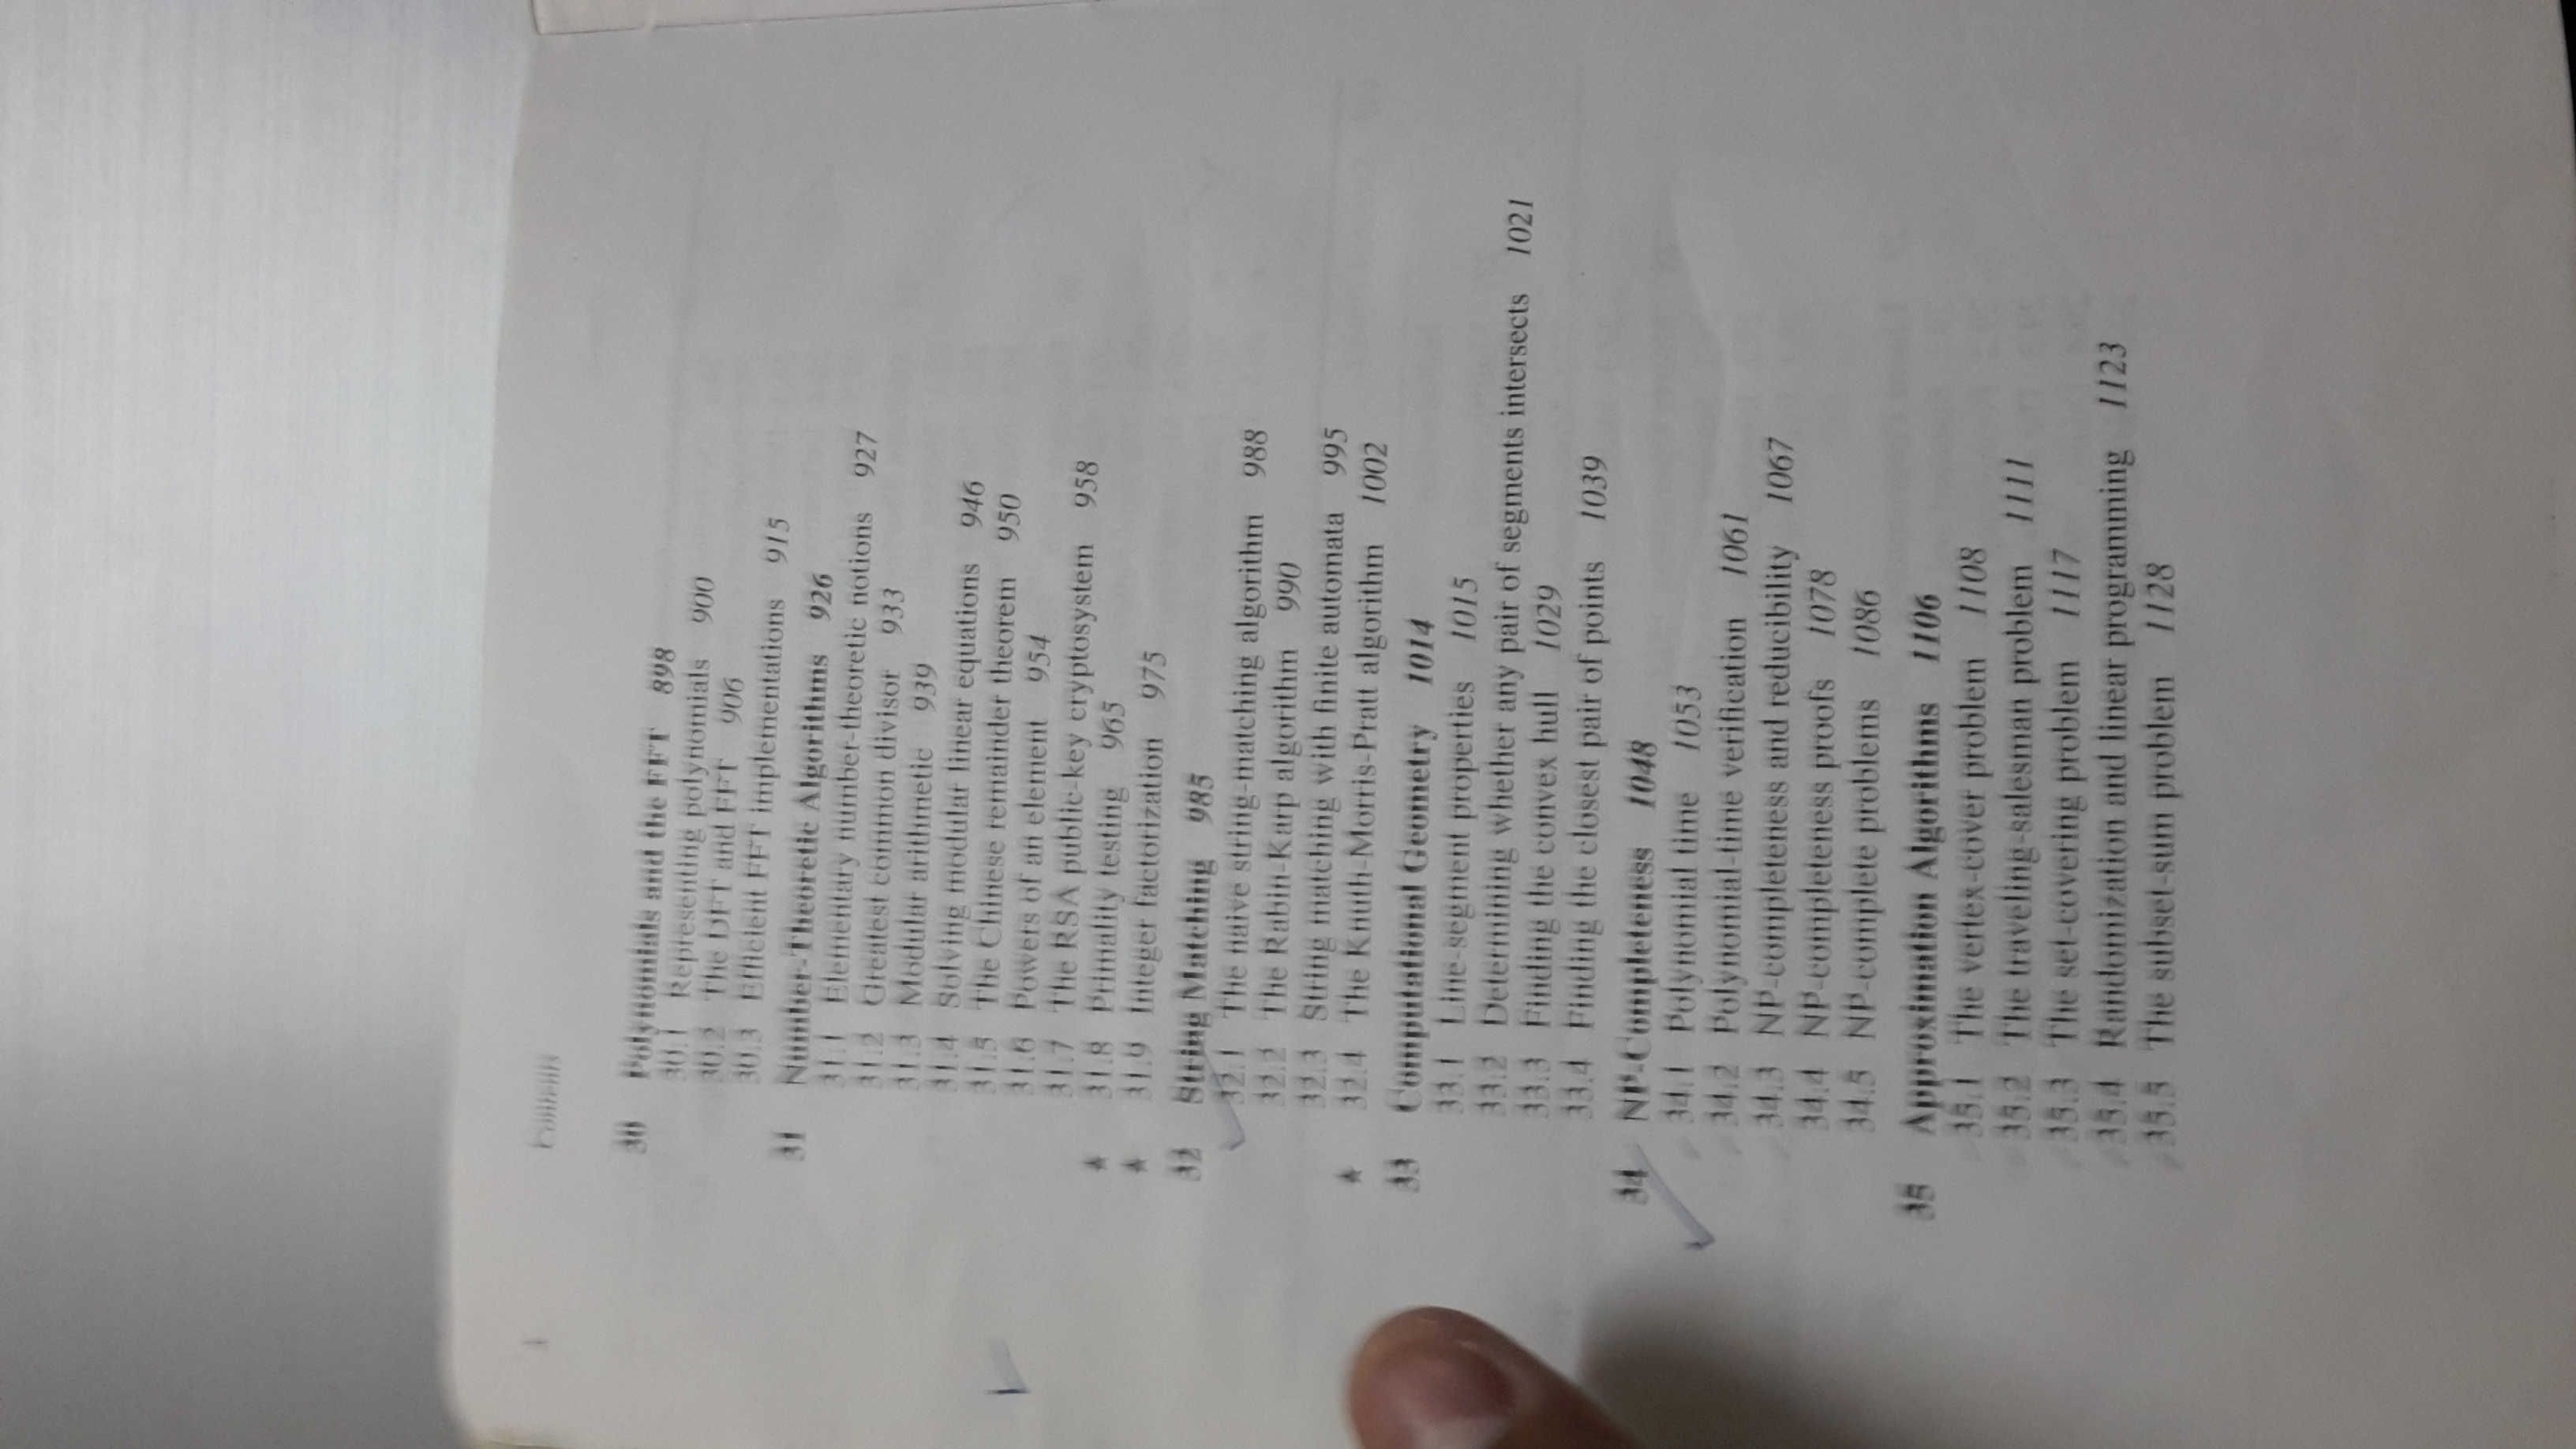 Contents
30 Polynomials and the FFT 898
30.1 Representing polynomials 900
30.2 The DFT and FFT 906
30.3 Efficient FFT implementations 915
31 Number-Theoretic Algorithms 926
31.1 Elementary number-theoretic notions 927
31.2 Greatest common divisor 933
31.3 Modular arithmetic 939
31.4 Solving modular linear equations 946
31.5 The Chinese remainder theorem 950
31.6 Powers of an element 954
31.7 The RSA public-key cryptosystem 958
★ 31.8 Primality testing 965
★ 31.9 Integer factorization 975
32 String Matching 985
32.1 The naive string-matching algorithm 988
32.2 The Rabin-Karp algorithm 990
32.3 String matching with finite automata 995
★ 32.4 The Knuth-Morris-Pratt algorithm 1002
33 Computational Geometry 1014
33.1 Line-segment properties 1015
33.2 Determining whether any pair of segments intersects 1021
33.3 Finding the convex hull 1029
33.4 Finding the closest pair of points 1039
34 NP-Completeness 1048
34.1 Polynomial time 1053
34.2 Polynomial-time verification 1061
34.3 NP-completeness and reducibility 1067
34.4 NP-completeness proofs 1078
34.5 NP-complete problems 1086
35 Approximation Algorithms 1106
35.1 The vertex-cover problem 1108
35.2 The traveling-salesman problem 1111
35.3 The set-covering problem 1117
35.4 Randomization and linear programming 1123
35.5 The subset-sum problem 1128